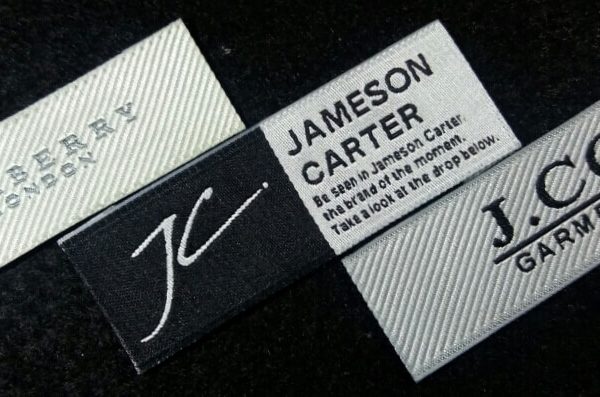 BERRY
LONDON
JC.
JAMESON
CARTER
Be seen in Jameson Carter,
the brand of the moment.
Take a look at the drop below.
J.CO
GARME